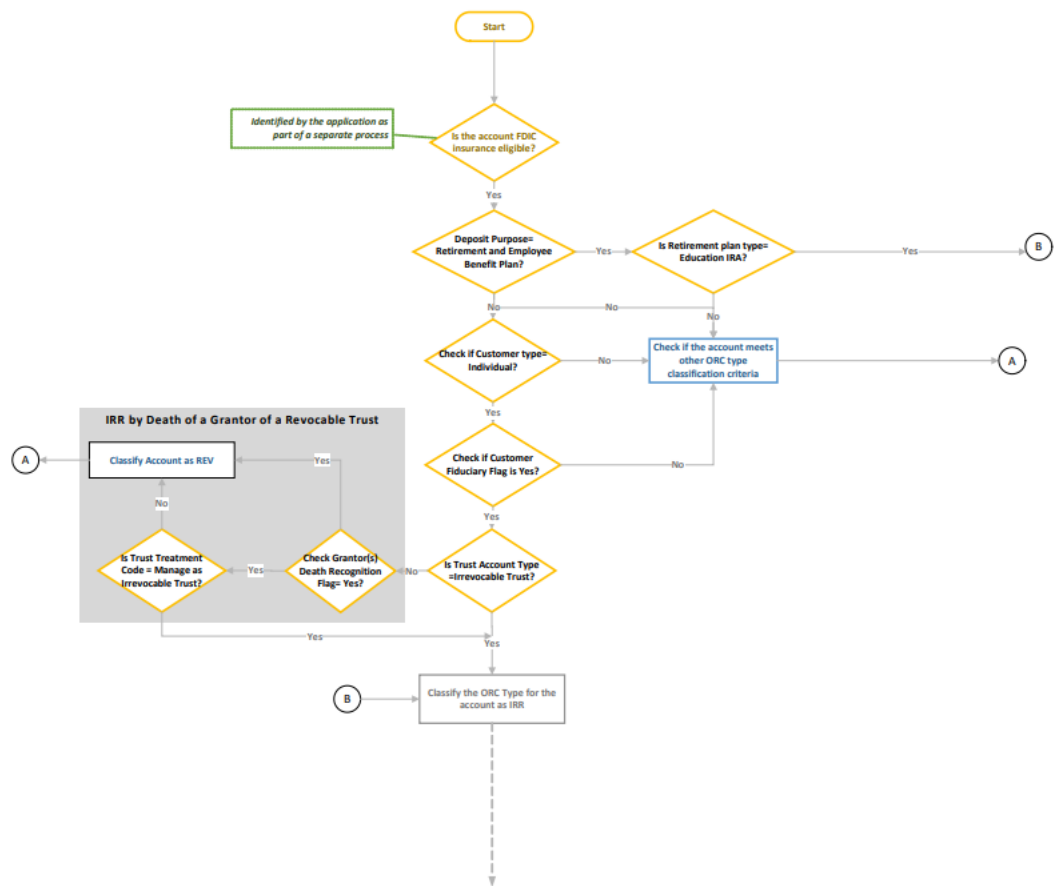 Start
Identified by the application as
part of a separate process
Is the account FDIC
insurance eligible?
Yes
Deposit Purpose=
Retirement and Employee
Benefit Plan?
Yes
Is Retirement plan type=
Education IRA?
Yes
B
No
No
No
Check if Customer type=
Individual?
No
Check if the account meets
other ORC type
classification criteria
A
Yes
IRR by Death of a Grantor of a Revocable Trust
A
Classify Account as REV
Yes
Check if Customer
Fiduciary Flag is Yes?
No
No
Yes
Is Trust Treatment
Code = Manage as
Irrevocable Trust?
Yes
Check Grantor(s)
Death Recognition
Flag= Yes?
No
Is Trust Account Type
=Irrevocable Trust?
Yes
Yes
B
Classify the ORC Type for the
account as IRR